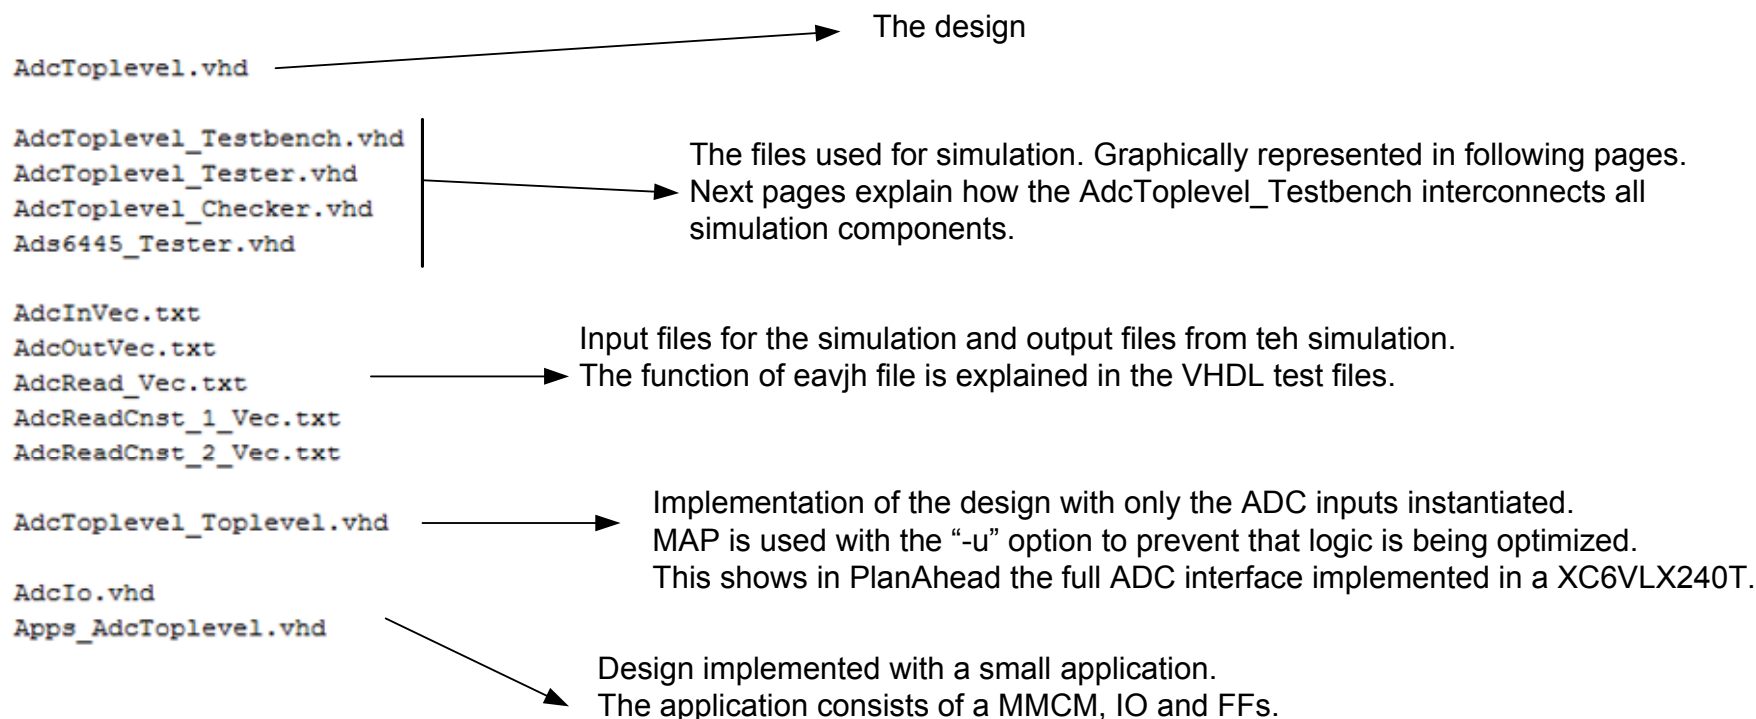 The design
AdcToplevel.vhd
AdcToplevel_Testbench.vhd
AdcToplevel_Tester.vhd
AdcToplevel_Checker.vhd
Ads6445_Tester.vhd
The files used for simulation. Graphically represented in following pages.
Next pages explain how the AdcToplevel_Testbench interconnects all
simulation components.
AdcInVec.txt
AdcOutVec.txt
AdcRead_Vec.txt
AdcReadCnst_1_Vec.txt
AdcReadCnst_2_Vec.txt
Input files for the simulation and output files from teh simulation.
The function of eavjh file is explained in the VHDL test files.
AdcToplevel_Toplevel.vhd
Implementation of the design with only the ADC inputs instantiated.
MAP is used with the “-u” option to prevent that logic is being optimized.
This shows in PlanAhead the full ADC interface implemented in a XC6VLX240T.
AdcIo.vhd
Apps_AdcToplevel.vhd
Design implemented with a small application.
The application consists of a MMCM, IO and FFs.